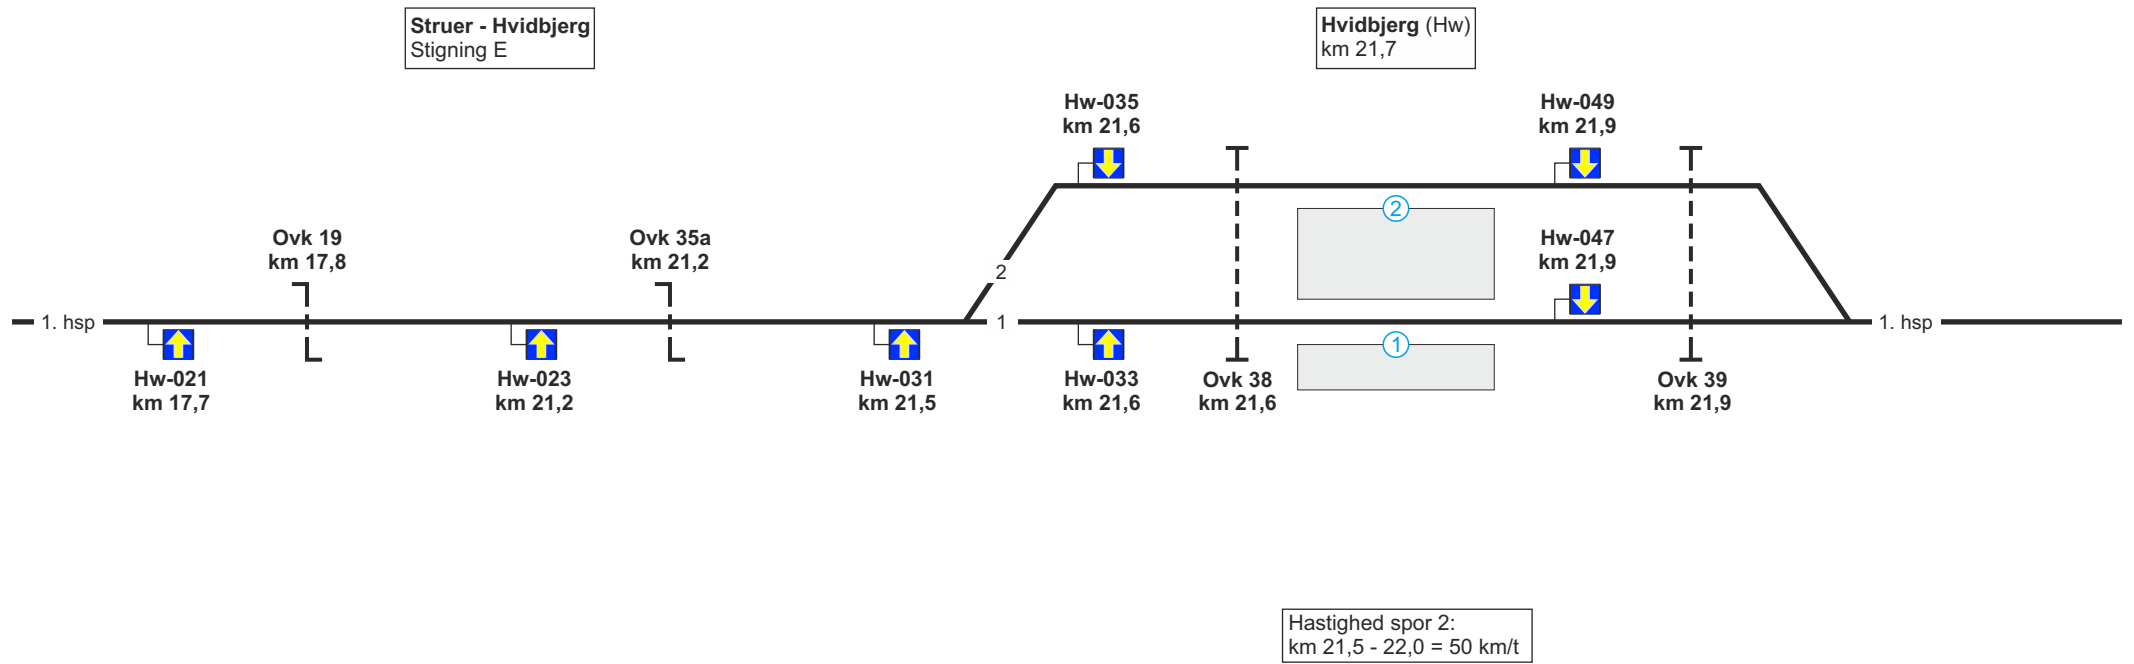 Struer - Hvidbjerg
Stigning E
Hvidbjerg (Hw)
km 21,7
Hw-035
km 21,6
Hw-049
km 21,9
2
Ovk 19
km 17,8
Ovk 35a
km 21,2
Hw-047
km 21,9
2
1. hsp
1
1. hsp
1
Hw-021
km 17,7
Hw-023
km 21,2
Hw-031
km 21,5
Hw-033
km 21,6
Ovk 38
km 21,6
Ovk 39
km 21,9
Hastighed spor 2:
km 21,5 - 22,0 = 50 km/t